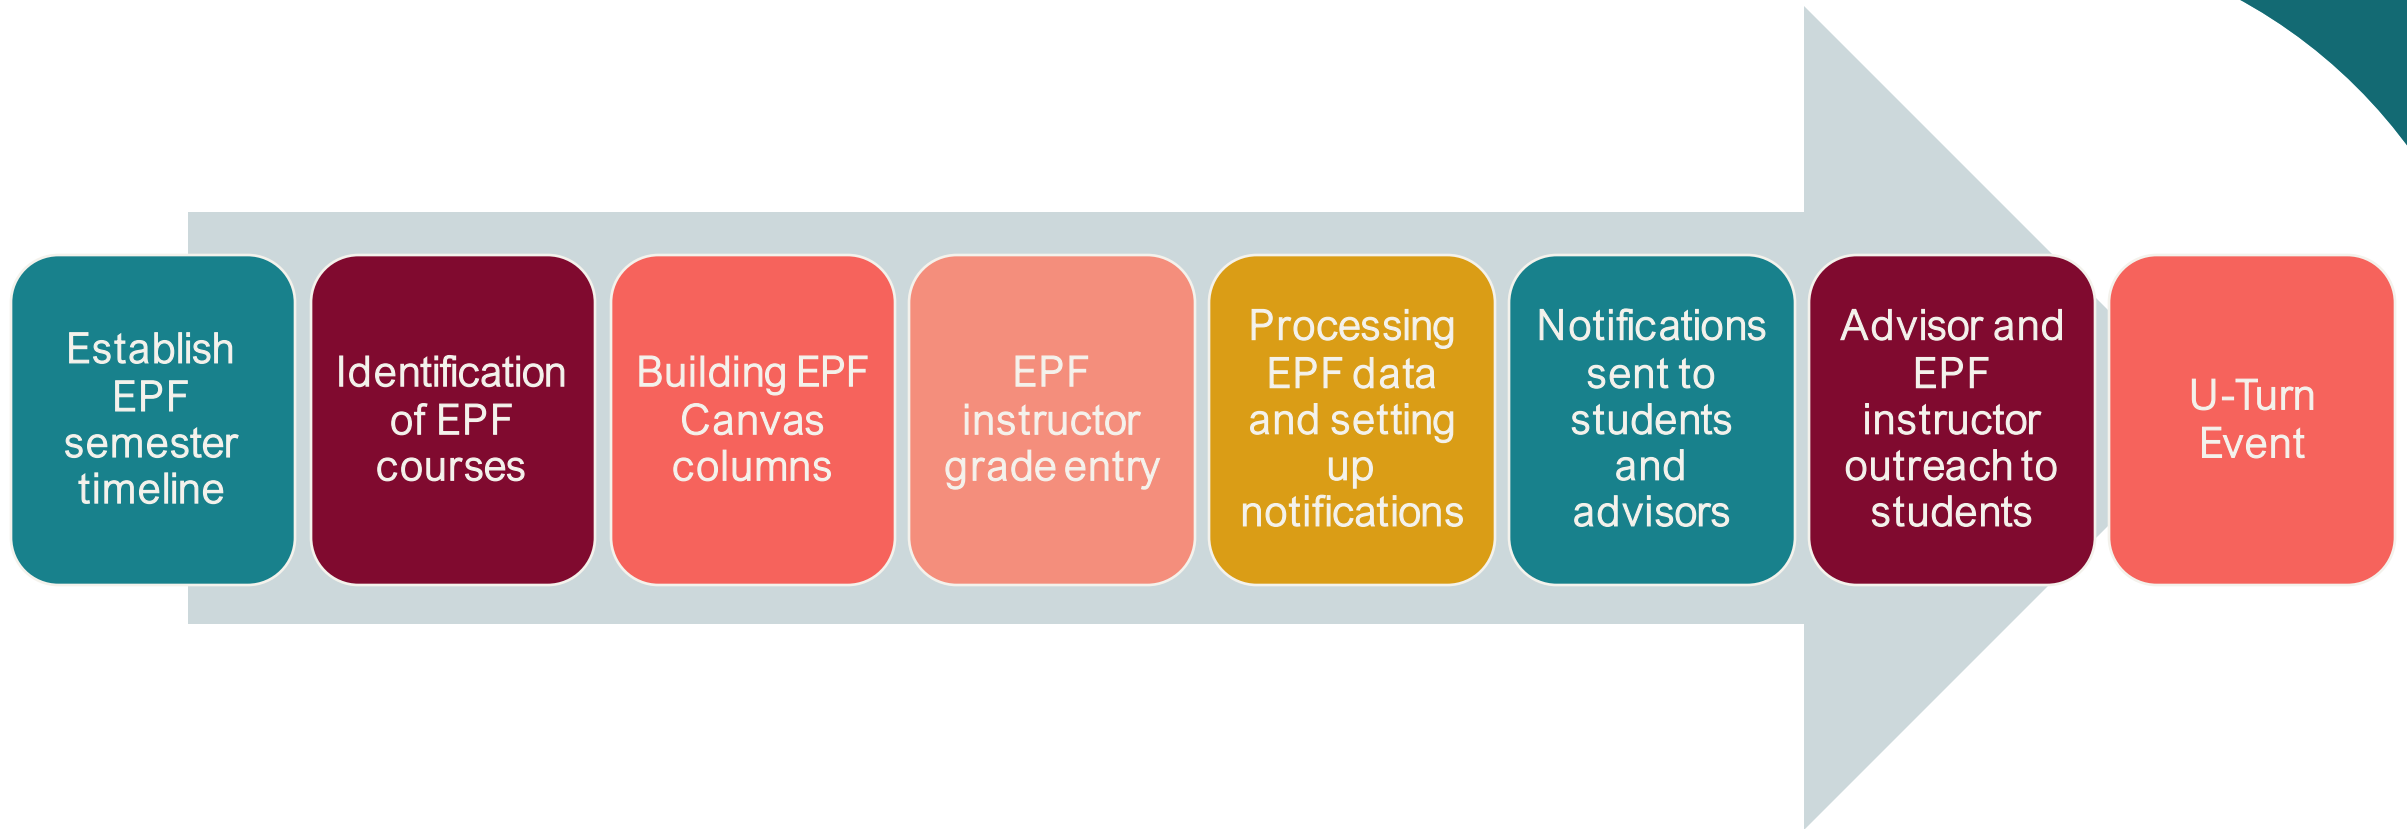 Establish
EPF
semester
timeline
Identification
of EPF
courses
Building EPF
Canvas
columns
EPF
instructor
grade entry
Processing
EPF data
and setting
up
notifications
Notifications
sent to
students
and
advisors
Advisor and
EPF
instructor
outreach to
students
U-Turn
Event